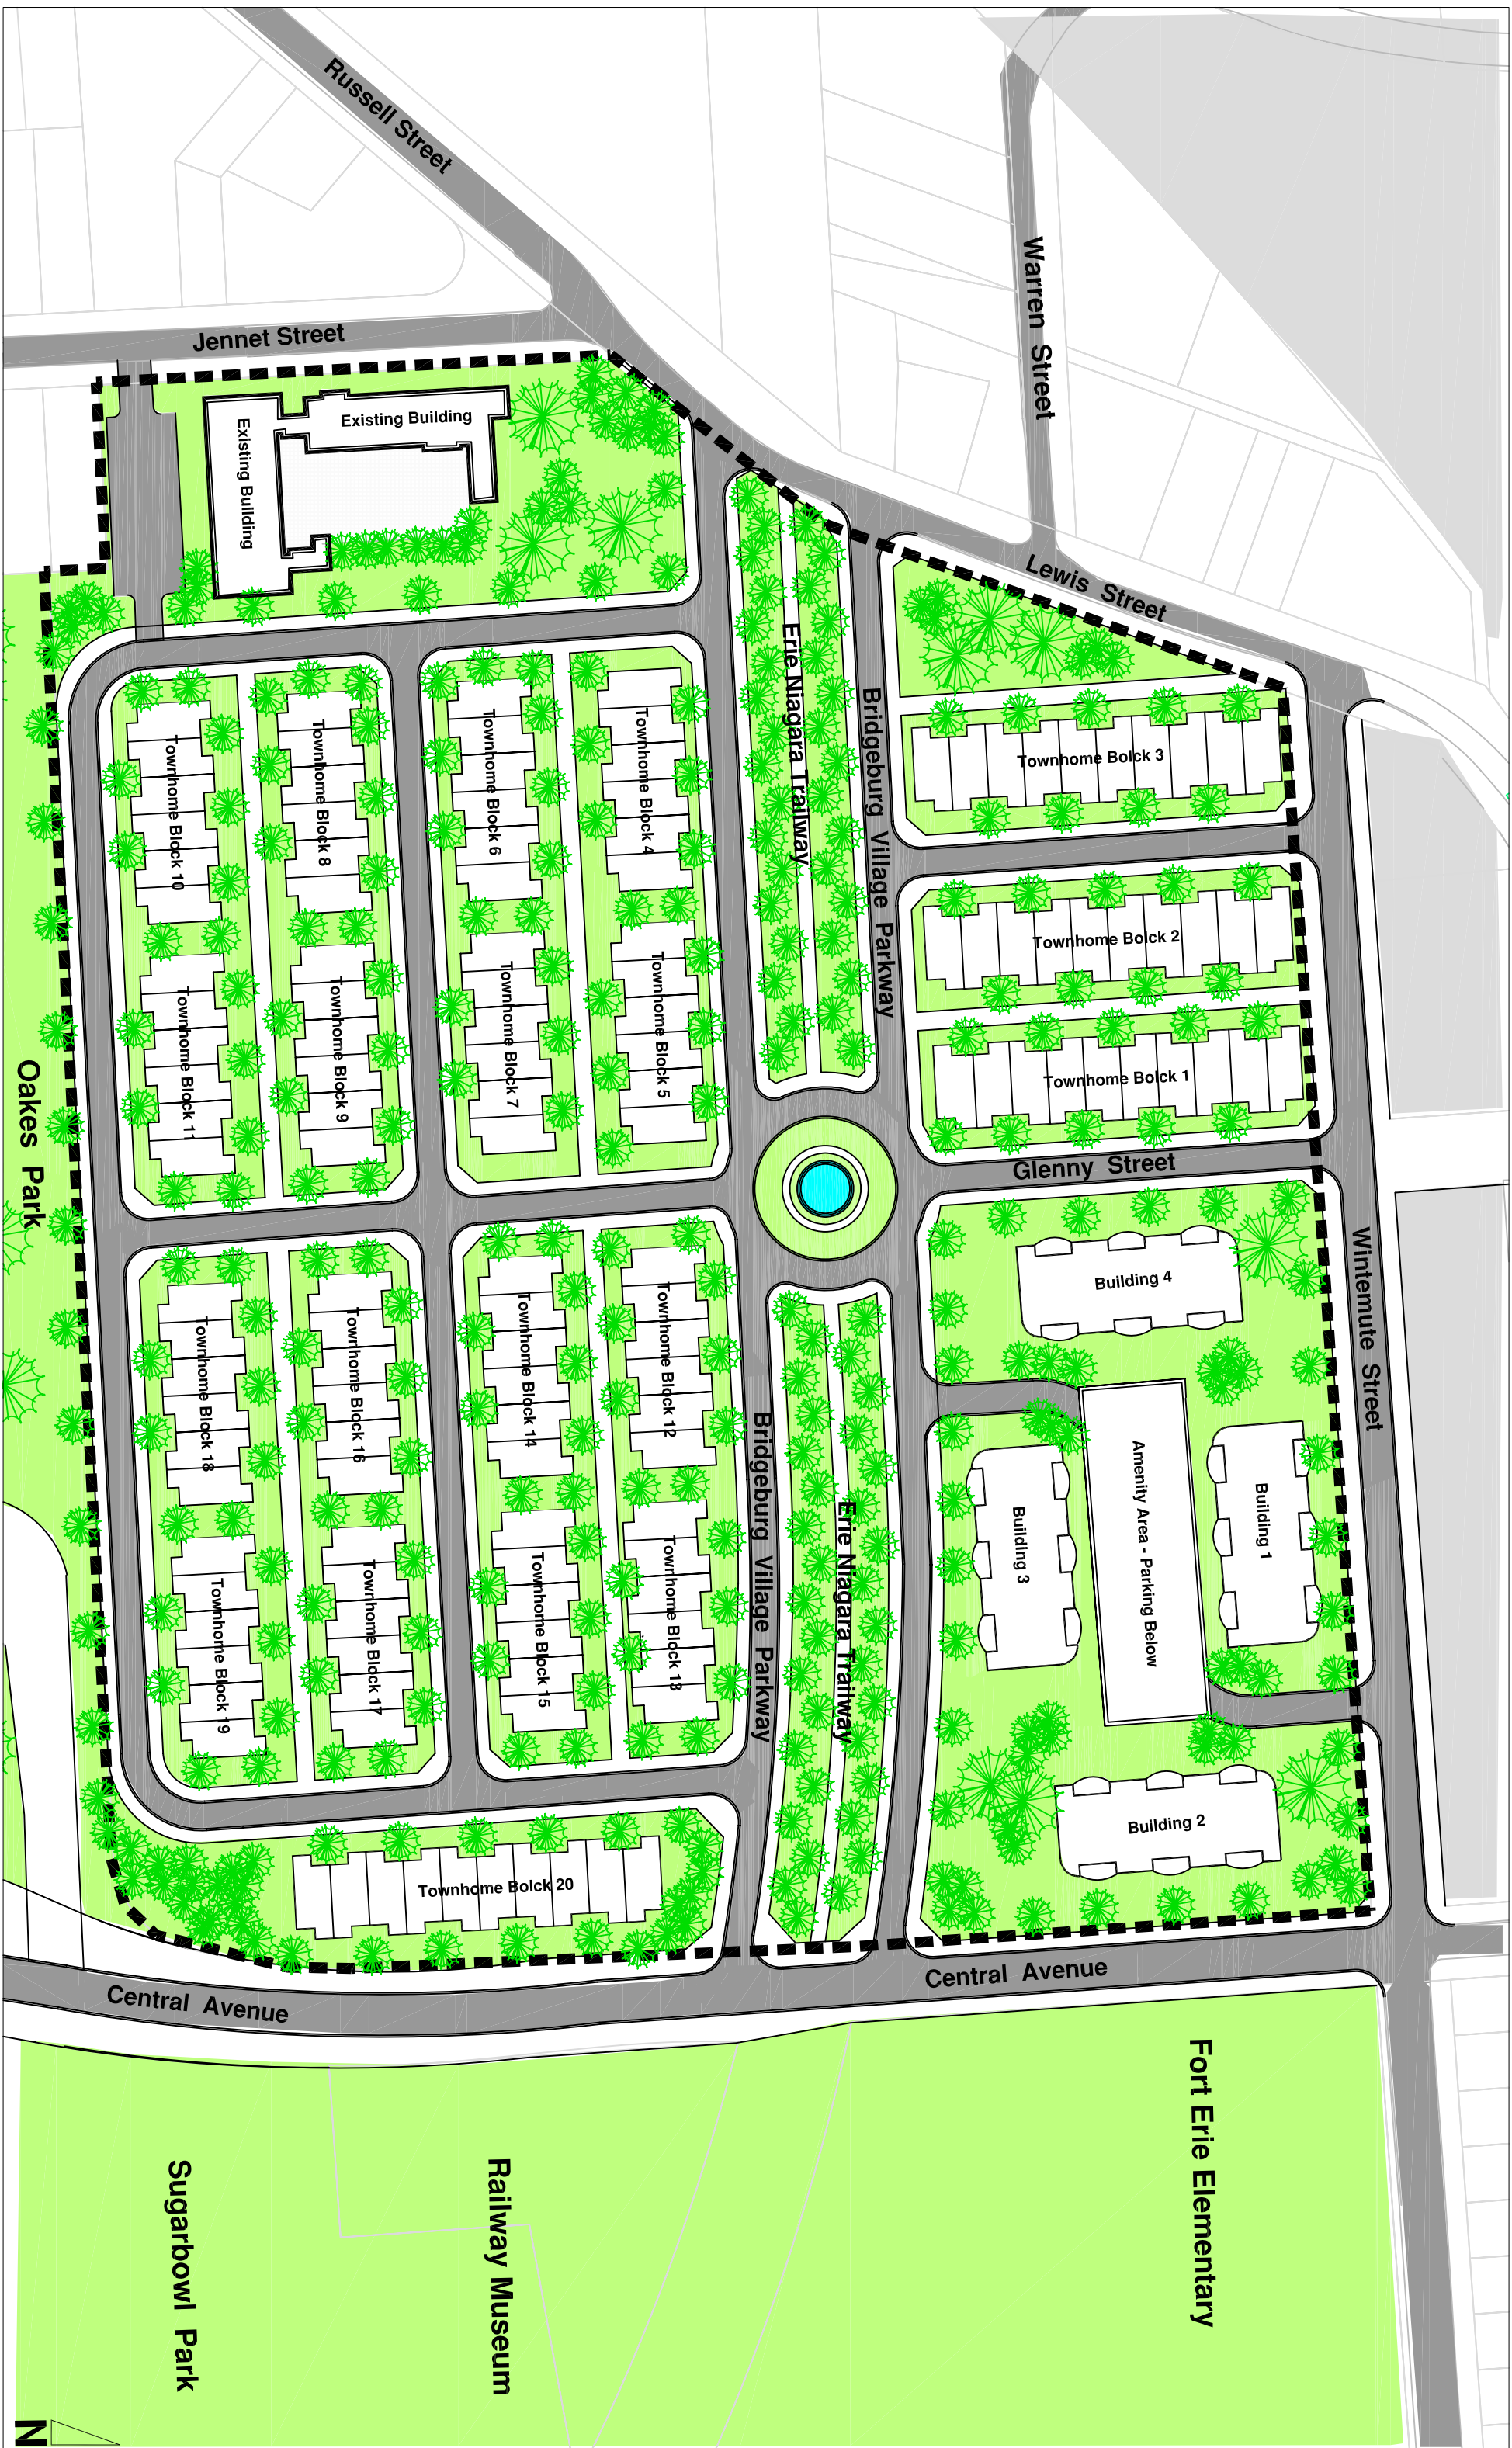 Russell Street
Warren Street
Jennet Street
Existing Building
Existing Building
Lewis Street
Erie Niagara Trailway
Bridgeburg Village Parkway
Townhome Bolck 3
Townhome Block 10
Townhome Block 8
Townhome Block 6
Townhome Block 4
Townhome Bolck 2
Townhome Block 11
Townhome Block 9
Townhome Block 7
Townhome Block 5
Townhome Bolck 1
Oakes Park
Glenny Street
Wintemute Street
Building 4
Townhome Block 18
Townhome Block 16
Townhome Block 14
Townhome Block 12
Bridgeburg Village Parkway
Erie Niagara Trailway
Building 3
Amenity Area - Parking Below
Building 1
Townhome Block 19
Townhome Block 17
Townhome Block 15
Townhome Block 13
Building 2
Townhome Bolck 20
Central Avenue
Central Avenue
Sugarbowl Park
Railway Museum
Fort Erie Elementary
N